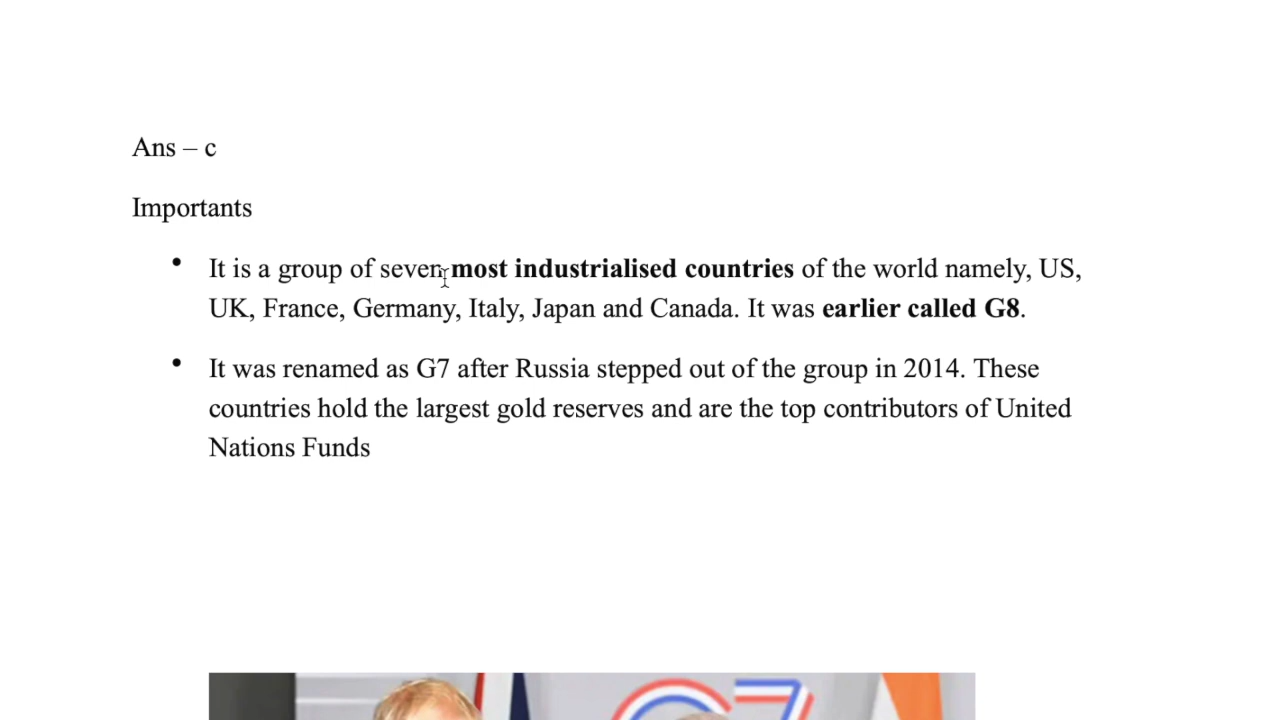 Ans – c
Importants
• It is a group of seven most industrialised countries of the world namely, US,
UK, France, Germany, Italy, Japan and Canada. It was earlier called G8.
• It was renamed as G7 after Russia stepped out of the group in 2014. These
countries hold the largest gold reserves and are the top contributors of United
Nations Funds
G7